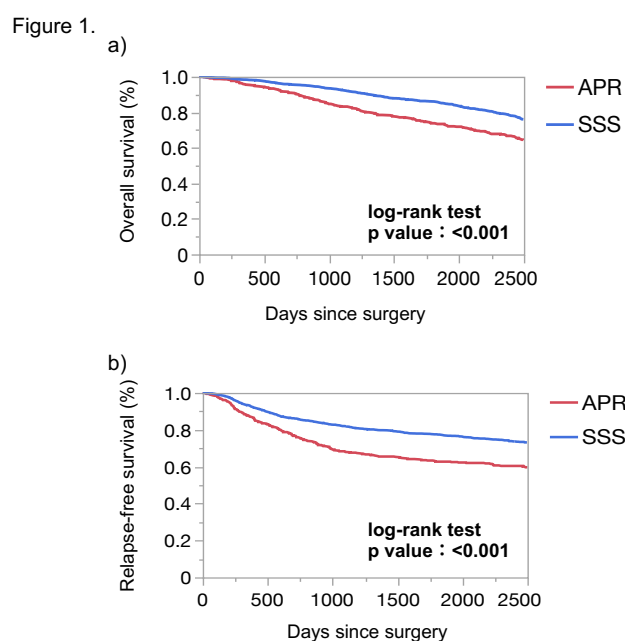 Figure 1.
a)
Overall survival (%)
1.0
0.8
0.6
0.4
0.2
0
0 500 1000 1500 2000 2500
Days since surgery
log-rank test
p value：<0.001
APR
SSS
b)
Relapse-free survival (%)
1.0
0.8
0.6
0.4
0.2
0
0 500 1000 1500 2000 2500
Days since surgery
log-rank test
p value：<0.001
APR
SSS